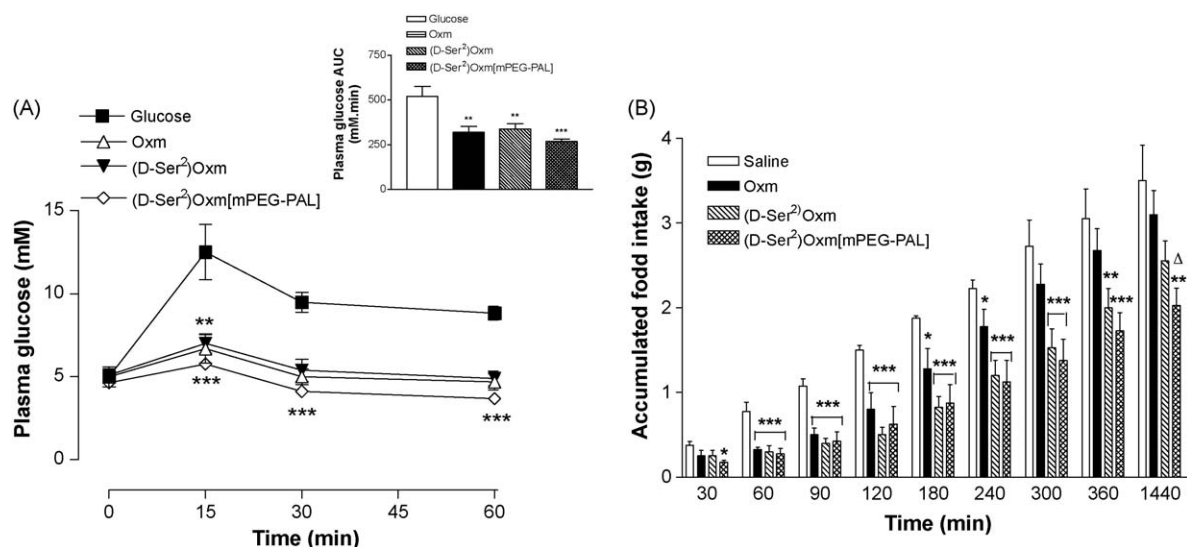 (A)
Glucose
Oxm
(D-Ser²)Oxm
(D-Ser²)Oxm[mPEG-PAL]
Plasma glucose AUC
(mM.min)
750
500
250
0
** ** ***
Glucose
Oxm
(D-Ser²)Oxm
(D-Ser²)Oxm[mPEG-PAL]
Plasma glucose (mM)
15
10
5
0
**
*** *** ***
0 15 30 45 60
Time (min)
(B)
Saline
Oxm
(D-Ser²)Oxm
(D-Ser²)Oxm[mPEG-PAL]
Accumulated fodd intake (g)
4
3
2
1
0
* *** *** *** * *** * *** *** ** *** Δ **
30 60 90 120 180 240 300 360 1440
Time (min)